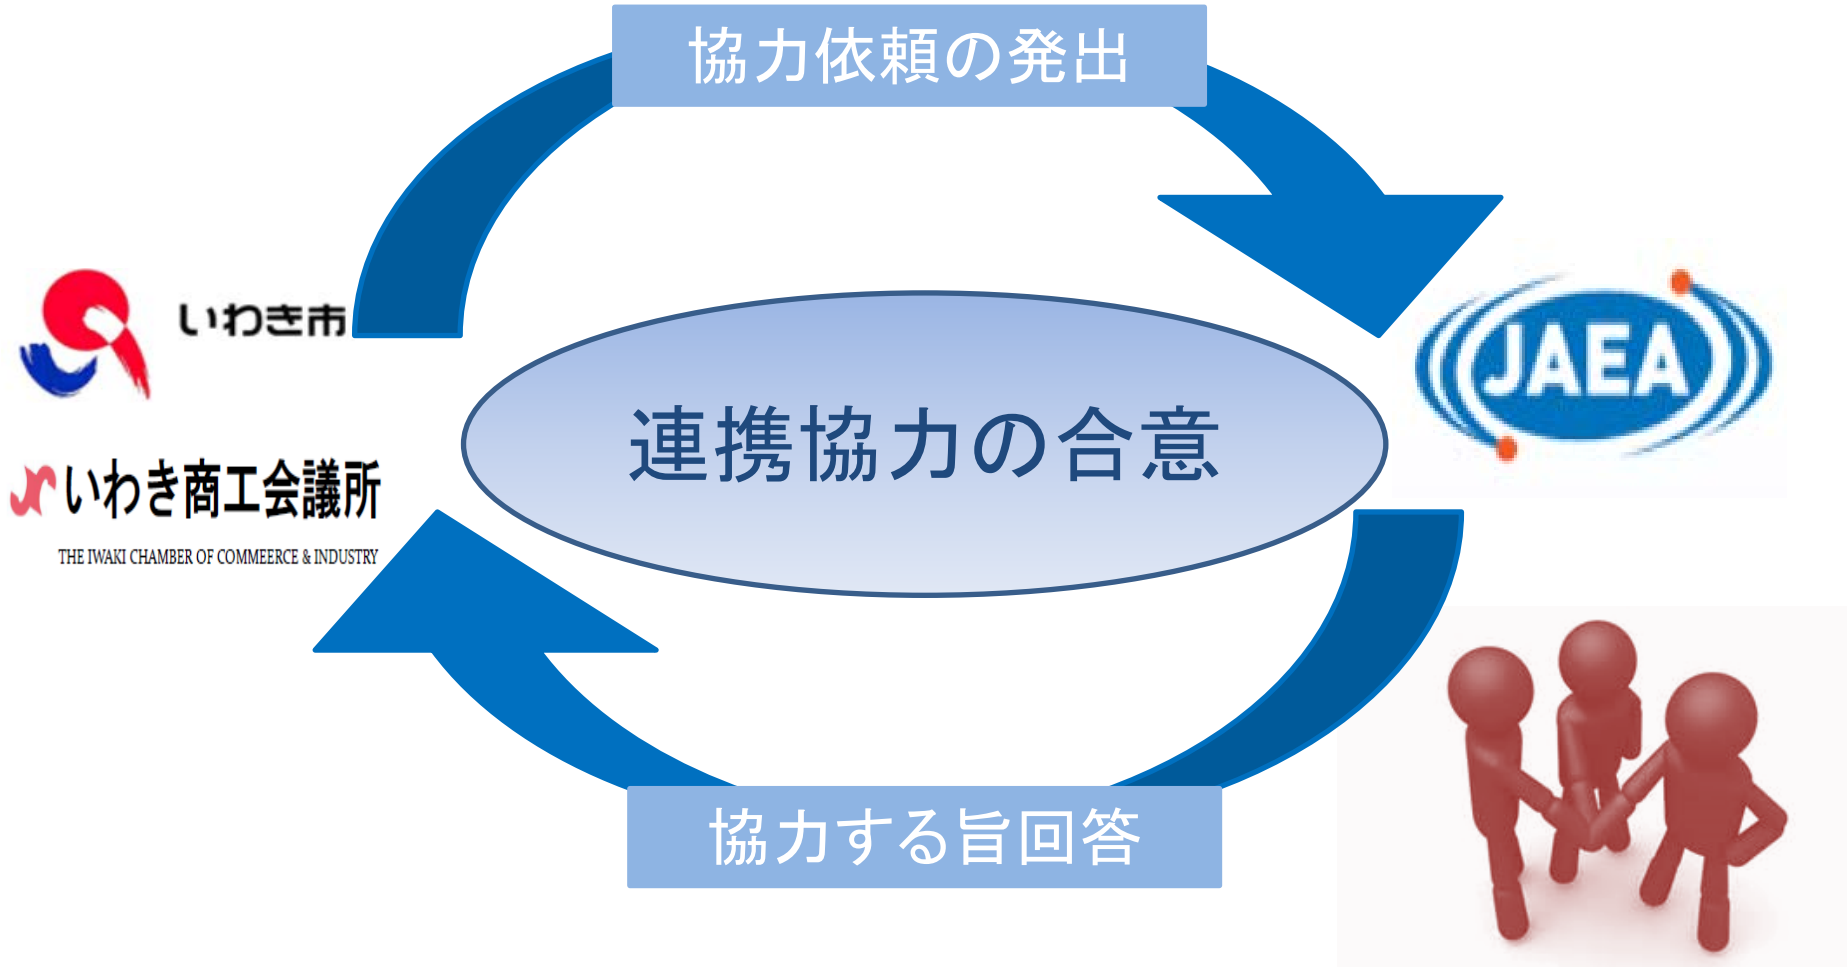 協力依頼の発出
いわき市
JAEA
連携協力の合意
いわき商工会議所
THE IWAKI CHAMBER OF COMMEERCE & INDUSTRY
協力する旨回答